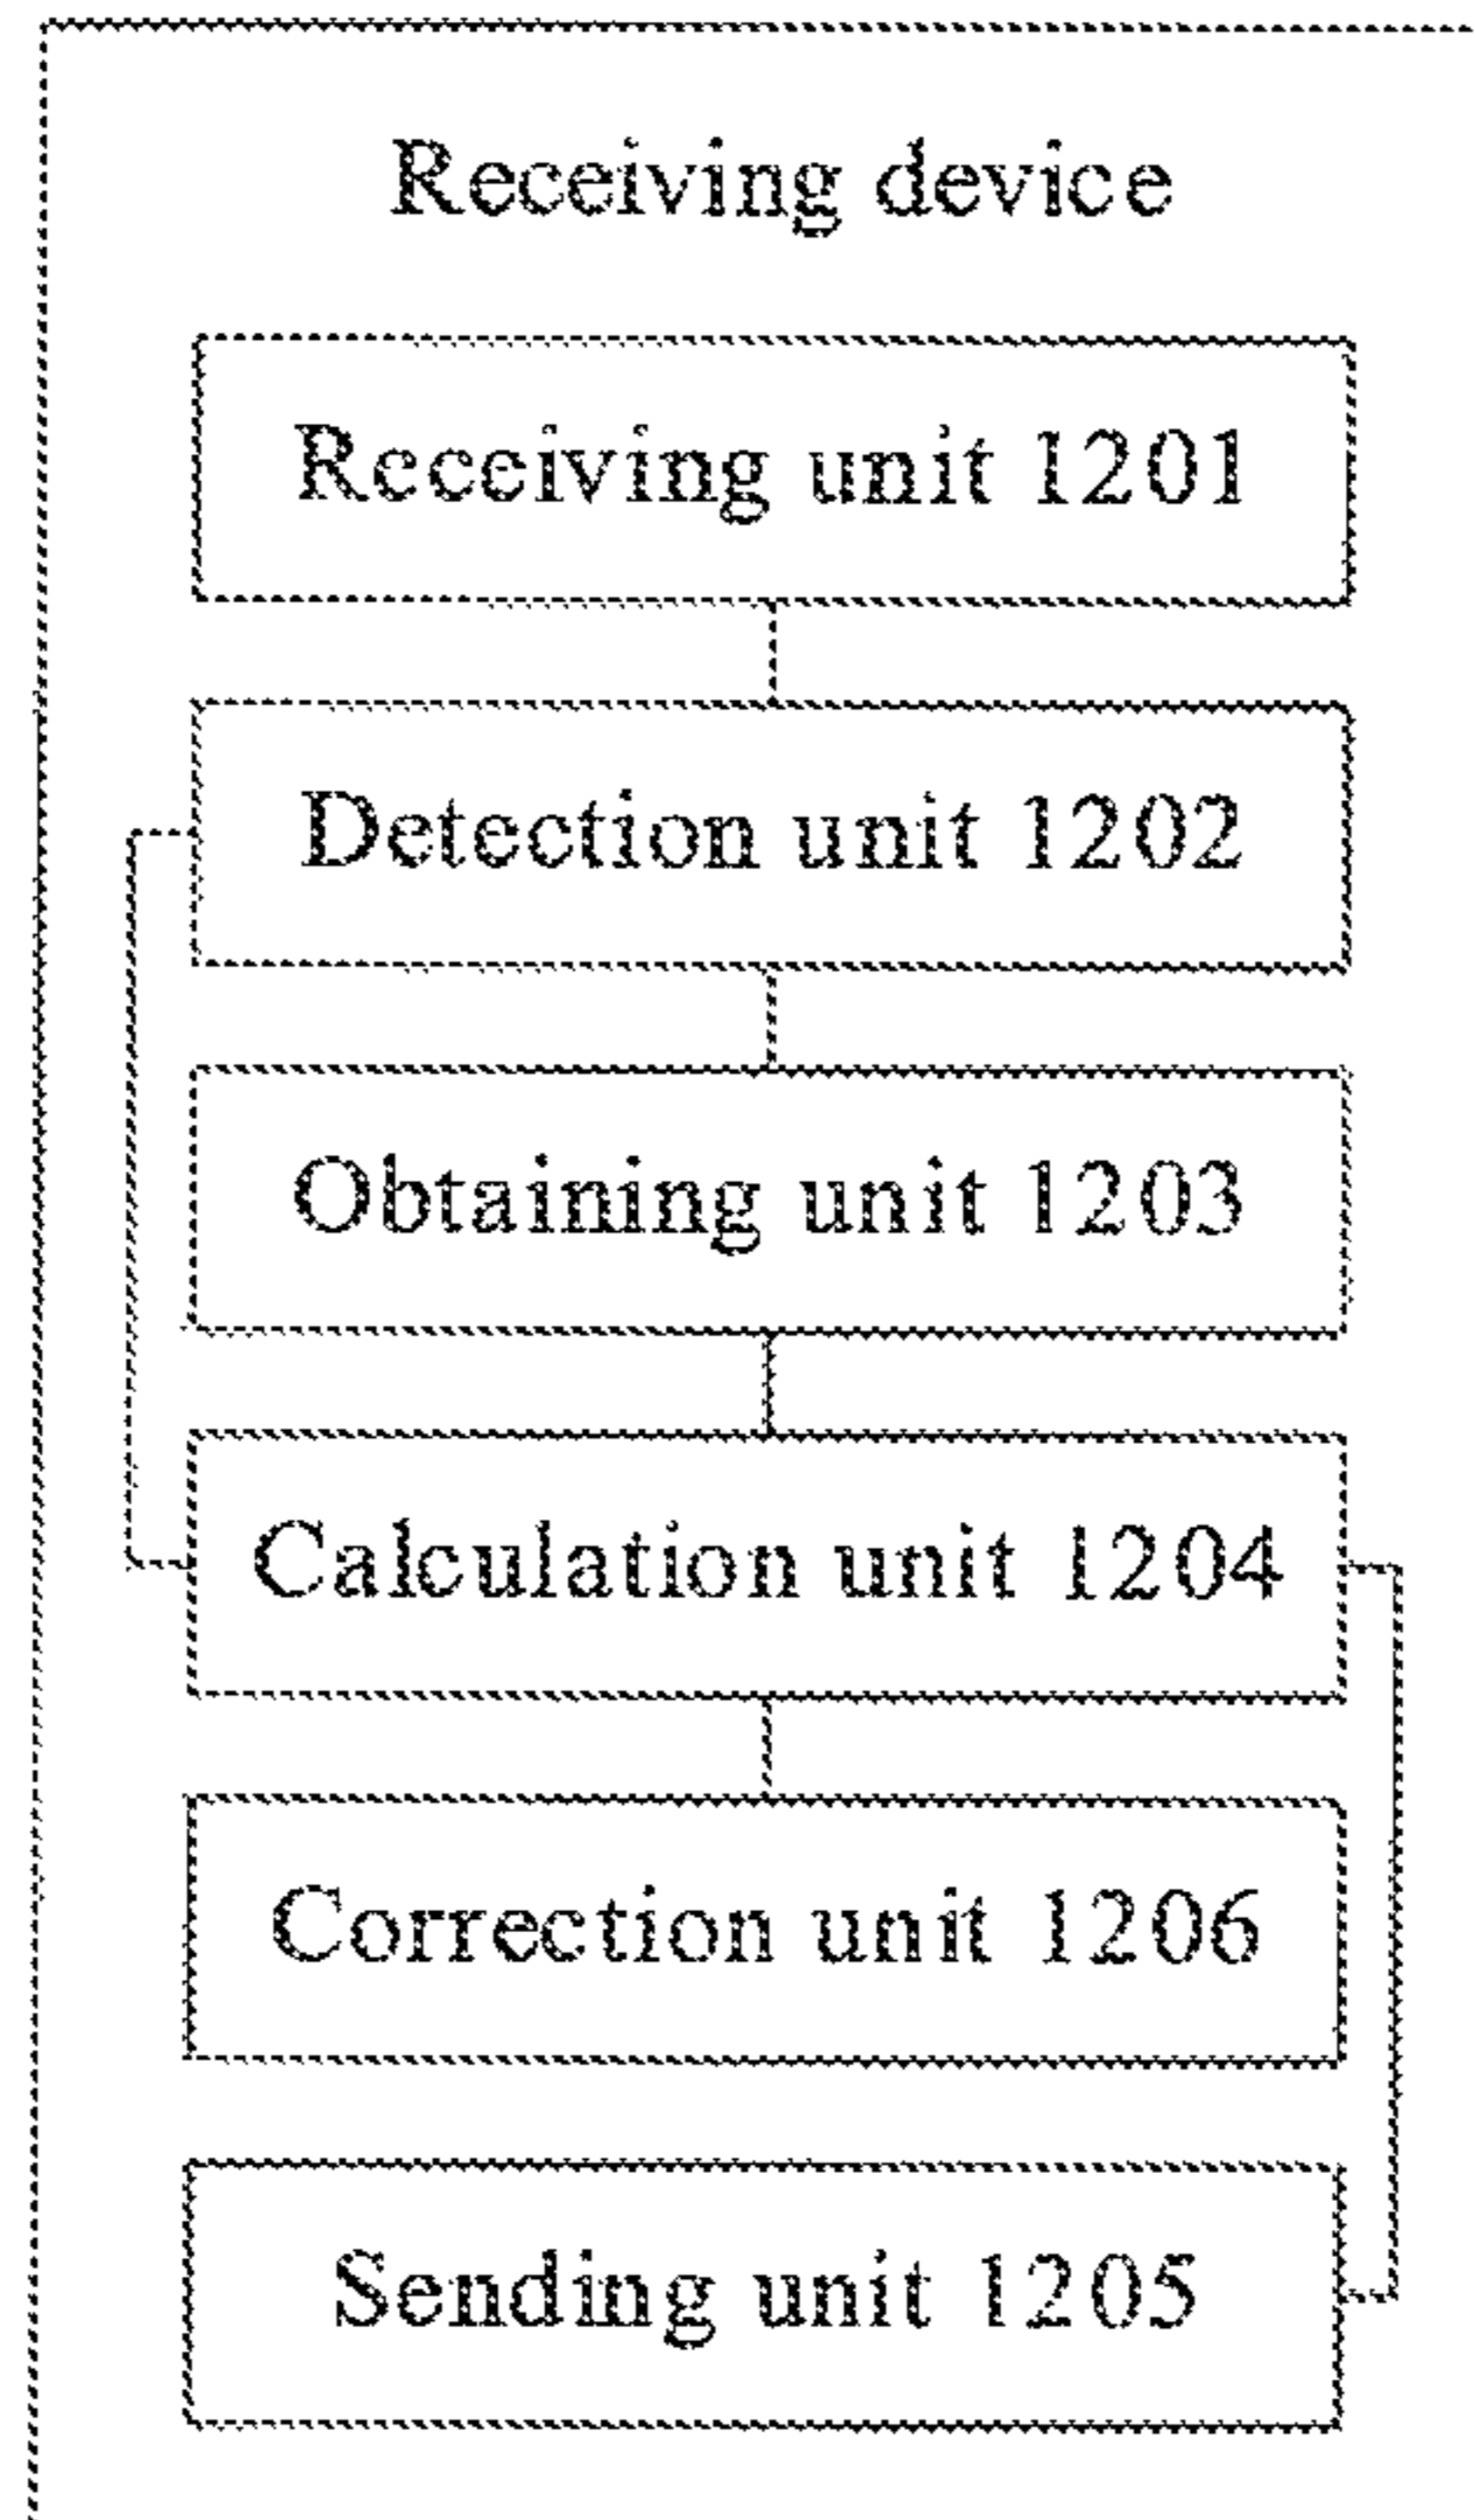 Receiving device
Receiving unit 1201
Detection unit 1202
Obtaining unit 1203
Calculation unit 1204
Correction unit 1206
Sending unit 1205